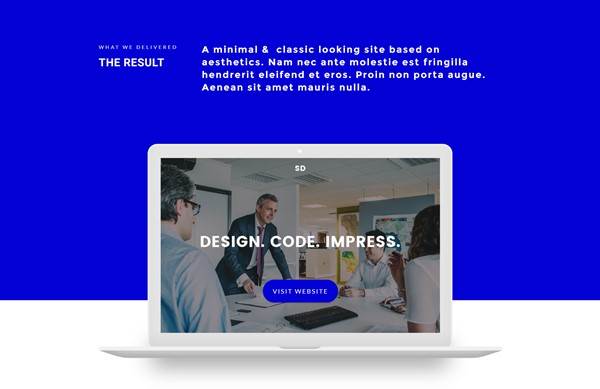 WHAT WE DELIVERED
THE RESULT
A minimal & classic looking site based on
aesthetics. Nam nec ante molestie est fringilla
hendrerit eleifend et eros. Proin non porta augue.
Aenean sit amet mauris nulla.
SD
DESIGN. CODE. IMPRESS.
VISIT WEBSITE